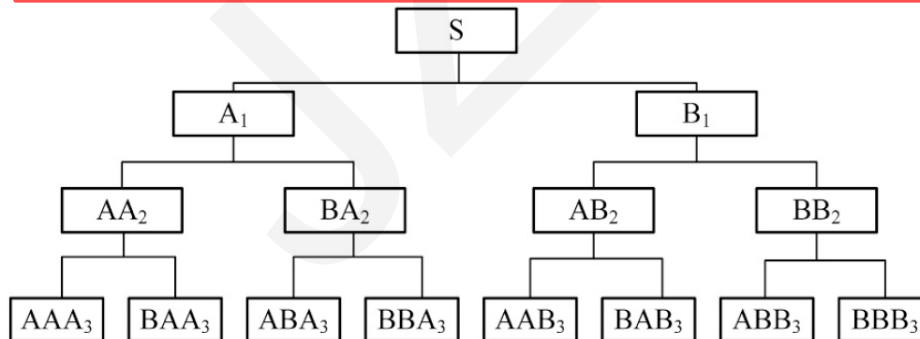 S
A₁ B₁
AA₂ BA₂ AB₂ BB₂
AAA₃ BAA₃ ABA₃ BBA₃ AAB₃ BAB₃ ABB₃ BBB₃